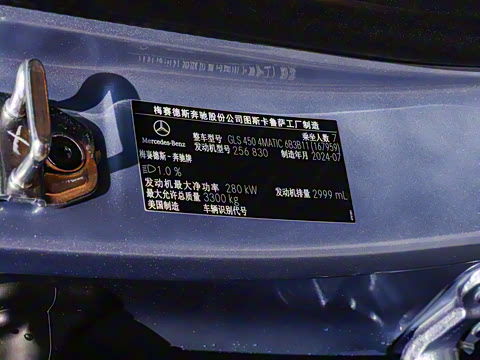 梅赛德斯奔驰股份公司图斯卡鲁萨工厂制造
Mercedes-Benz
整车型号 GLS 450 4MATIC 6B3B11 (167959) 乘坐人数 7
发动机型号 256 830 制造年月 2024-07
梅赛德斯-奔驰牌
1.0 %
发动机最大净功率 280 kW 发动机排量 2999 mL
最大允许总质量 3300 kg
美国制造 车辆识别代号